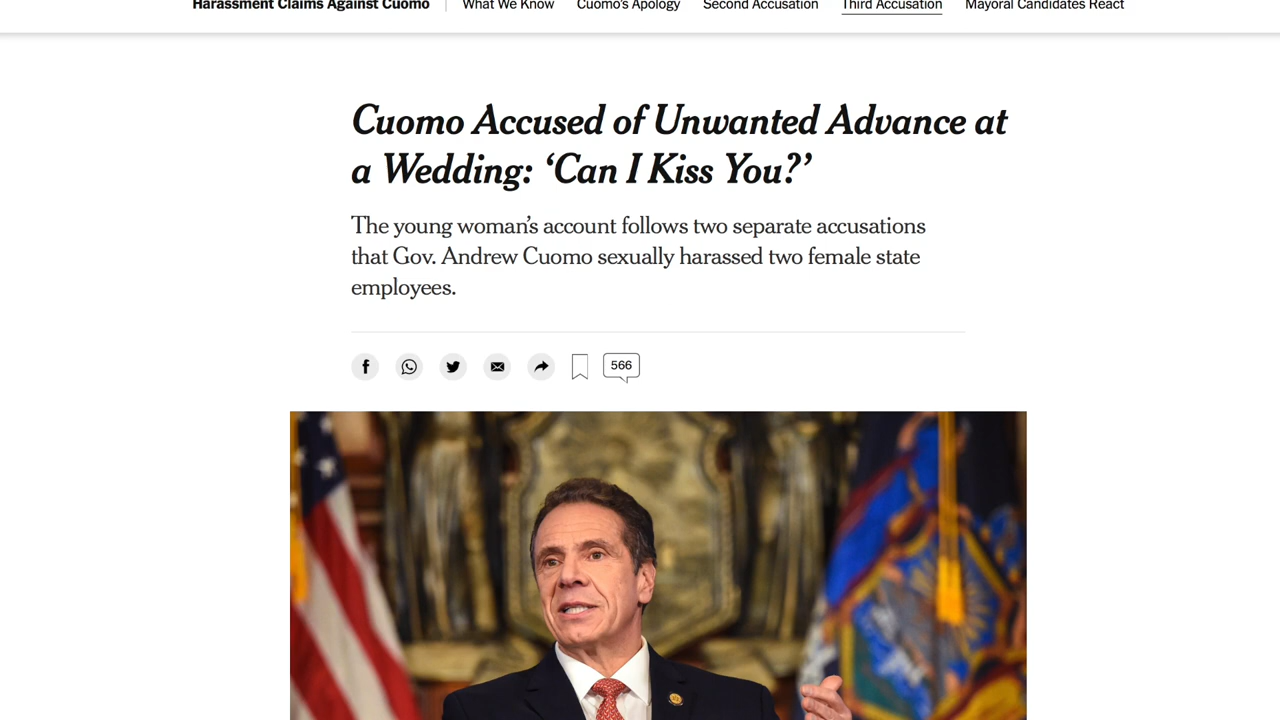 Harassment Claims Against Cuomo What We Know Cuomo's Apology Second Accusation Third Accusation Mayoral Candidates React
Cuomo Accused of Unwanted Advance at
a Wedding: ‘Can I Kiss You?’
The young woman’s account follows two separate accusations
that Gov. Andrew Cuomo sexually harassed two female state
employees.
566